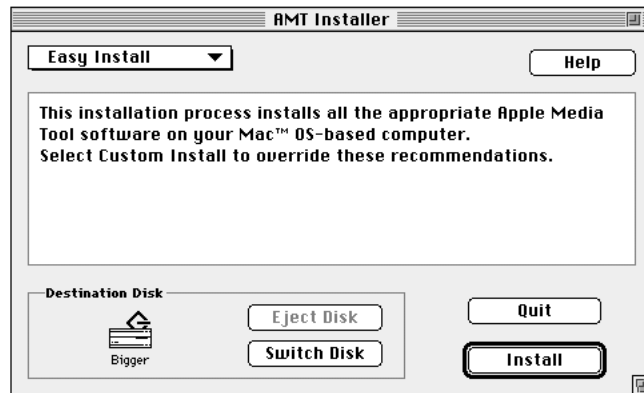 AMT Installer
Easy Install
Help
This installation process installs all the appropriate Apple Media
Tool software on your Mac™ OS-based computer.
Select Custom Install to override these recommendations.
Destination Disk
Bigger
Eject Disk
Switch Disk
Quit
Install